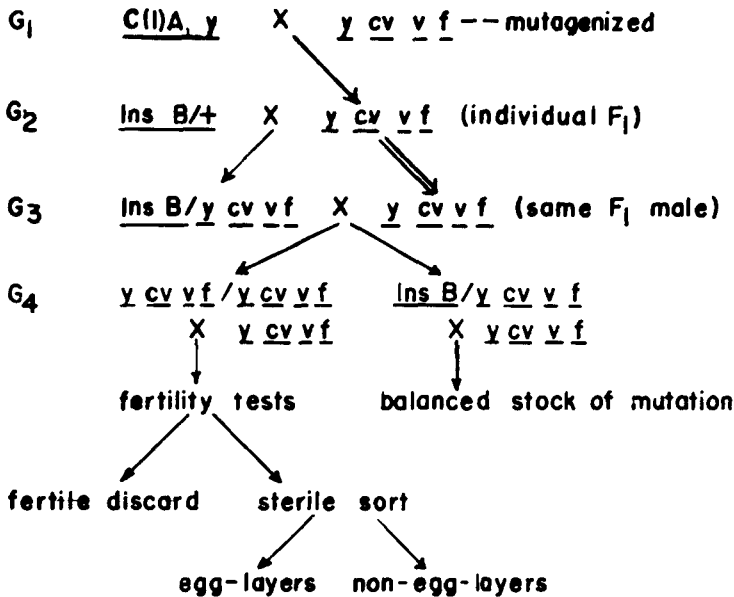 G1 C(1)A, y X y cv v f -- mutagenized
G2 Ins B/+ X y cv v f (individual F1)
G3 Ins B/y cv v f X y cv v f (same F1 male)
G4 y cv v f / y cv v f Ins B/y cv v f
X y cv v f X y cv v f
fertility tests balanced stock of mutation
fertile discard sterile sort
egg-layers non-egg-layers